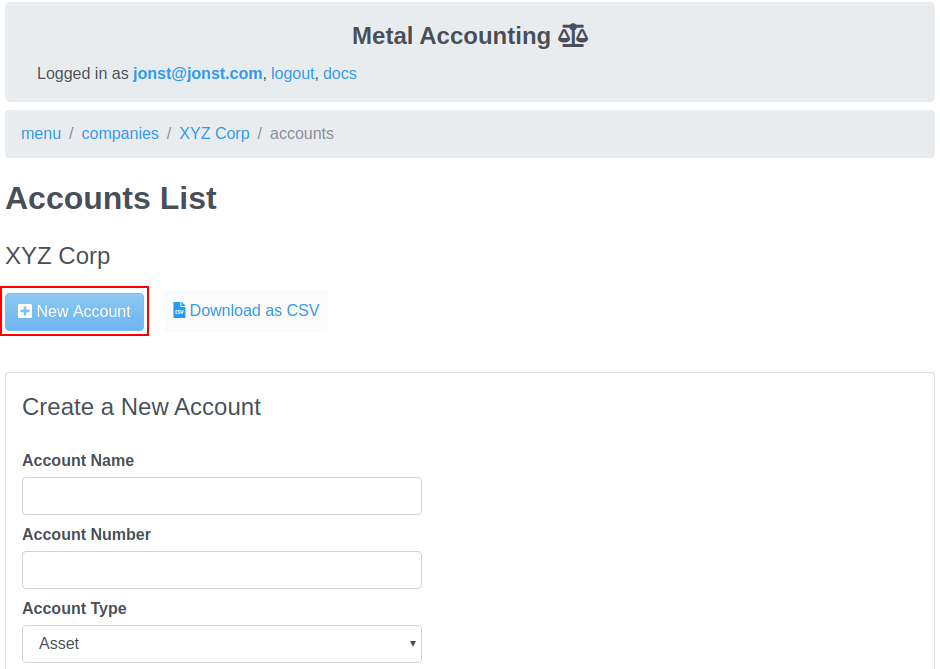 Metal Accounting
Logged in as jonst@jonst.com, logout, docs
menu / companies / XYZ Corp / accounts
Accounts List
XYZ Corp
New Account
CSV Download as CSV
Create a New Account
Account Name
Account Number
Account Type
Asset